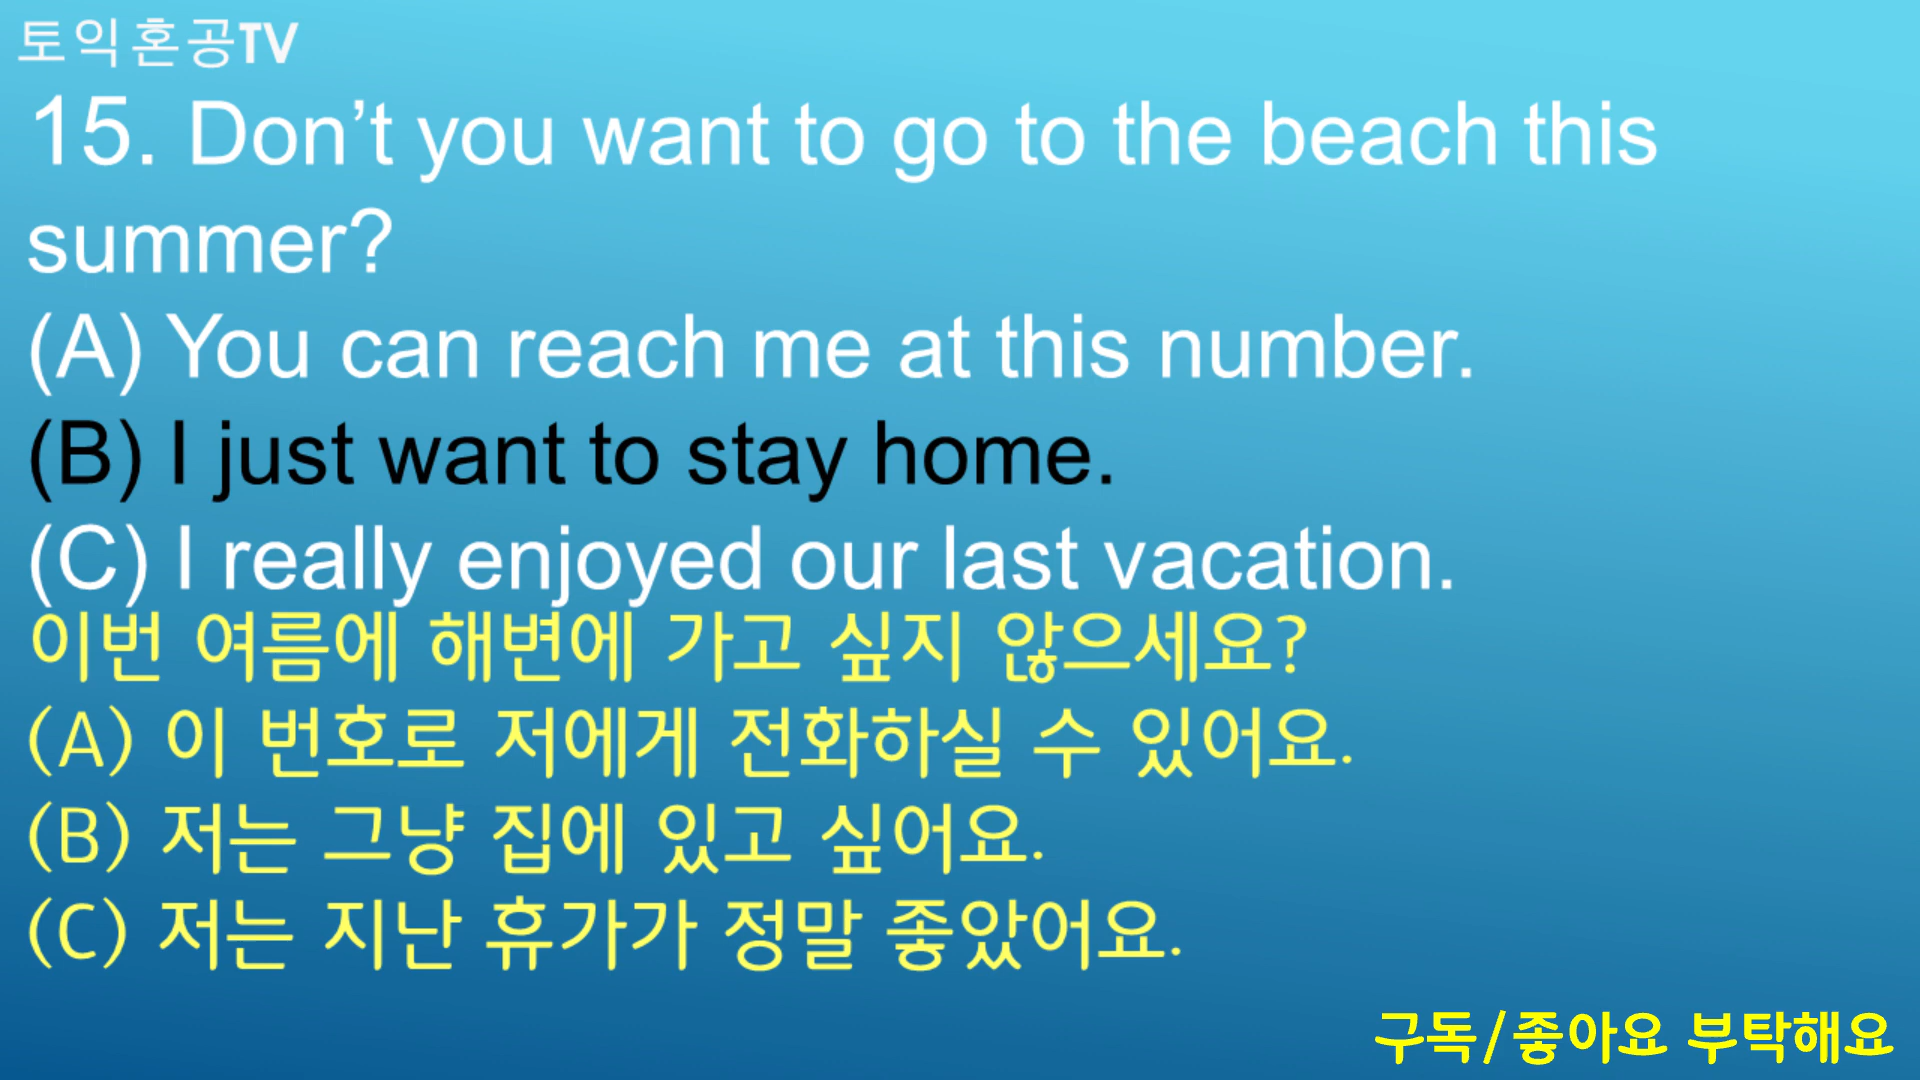 토익혼공TV
15. Don’t you want to go to the beach this
summer?
(A) You can reach me at this number.
(B) I just want to stay home.
(C) I really enjoyed our last vacation.
이번 여름에 해변에 가고 싶지 않으세요?
(A) 이 번호로 저에게 전화하실 수 있어요.
(B) 저는 그냥 집에 있고 싶어요.
(C) 저는 지난 휴가가 정말 좋았어요.
구독/좋아요 부탁해요